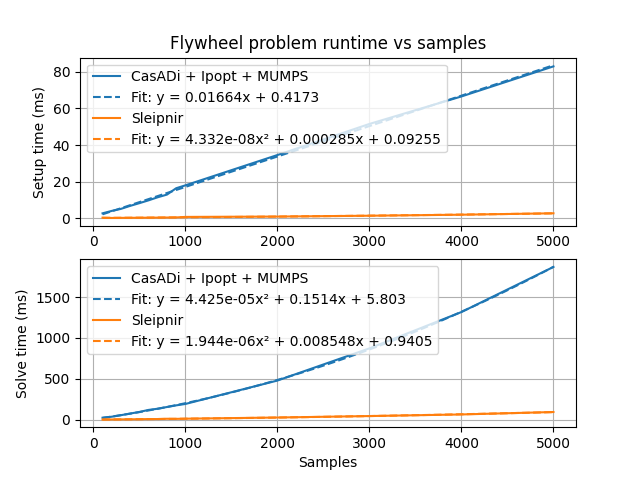 Flywheel problem runtime vs samples
Setup time (ms)
80
60
40
20
0
CasADi + Ipopt + MUMPS
Fit: y = 0.01664x + 0.4173
Sleipnir
Fit: y = 4.332e-08x² + 0.000285x + 0.09255
0 1000 2000 3000 4000 5000
Solve time (ms)
1500
1000
500
0
CasADi + Ipopt + MUMPS
Fit: y = 4.425e-05x² + 0.1514x + 5.803
Sleipnir
Fit: y = 1.944e-06x² + 0.008548x + 0.9405
0 1000 2000 3000 4000 5000
Samples